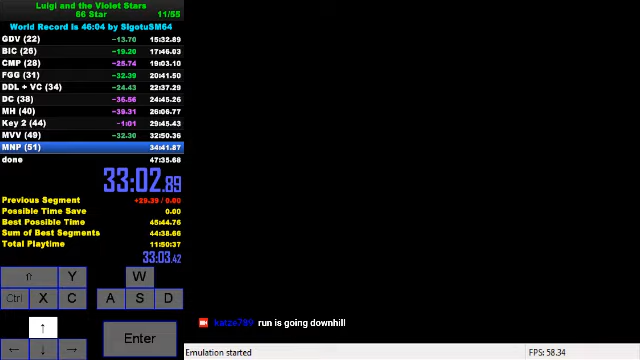 Luigi and the Violet Stars
66 Star 11/55
World Record is 46:04 by SigotuSM64
GDV (22) -13.70 15:32.89
BIC (26) -19.20 17:46.03
CMP (28) -25.74 19:03.10
FGG (31) -32.39 20:41.50
DDL + VC (34) -24.43 22:37.29
DC (38) -36.56 24:45.26
MH (40) -39.31 26:06.77
Key 2 (44) -1:01 29:45.43
MVV (49) -32.30 32:50.36
MNP (51) 34:41.87
done 47:35.68
33:02.89
Previous Segment +29.39 / 0.00
Possible Time Save 0.00
Best Possible Time 45:44.76
Sum of Best Segments 44:38.66
Total Playtime 11:50:37
33:03.42
⇧ Y W
Ctrl X C A S D
↑
← ↓ → Enter
katze789 run is going downhill
Emulation started FPS: 58.34